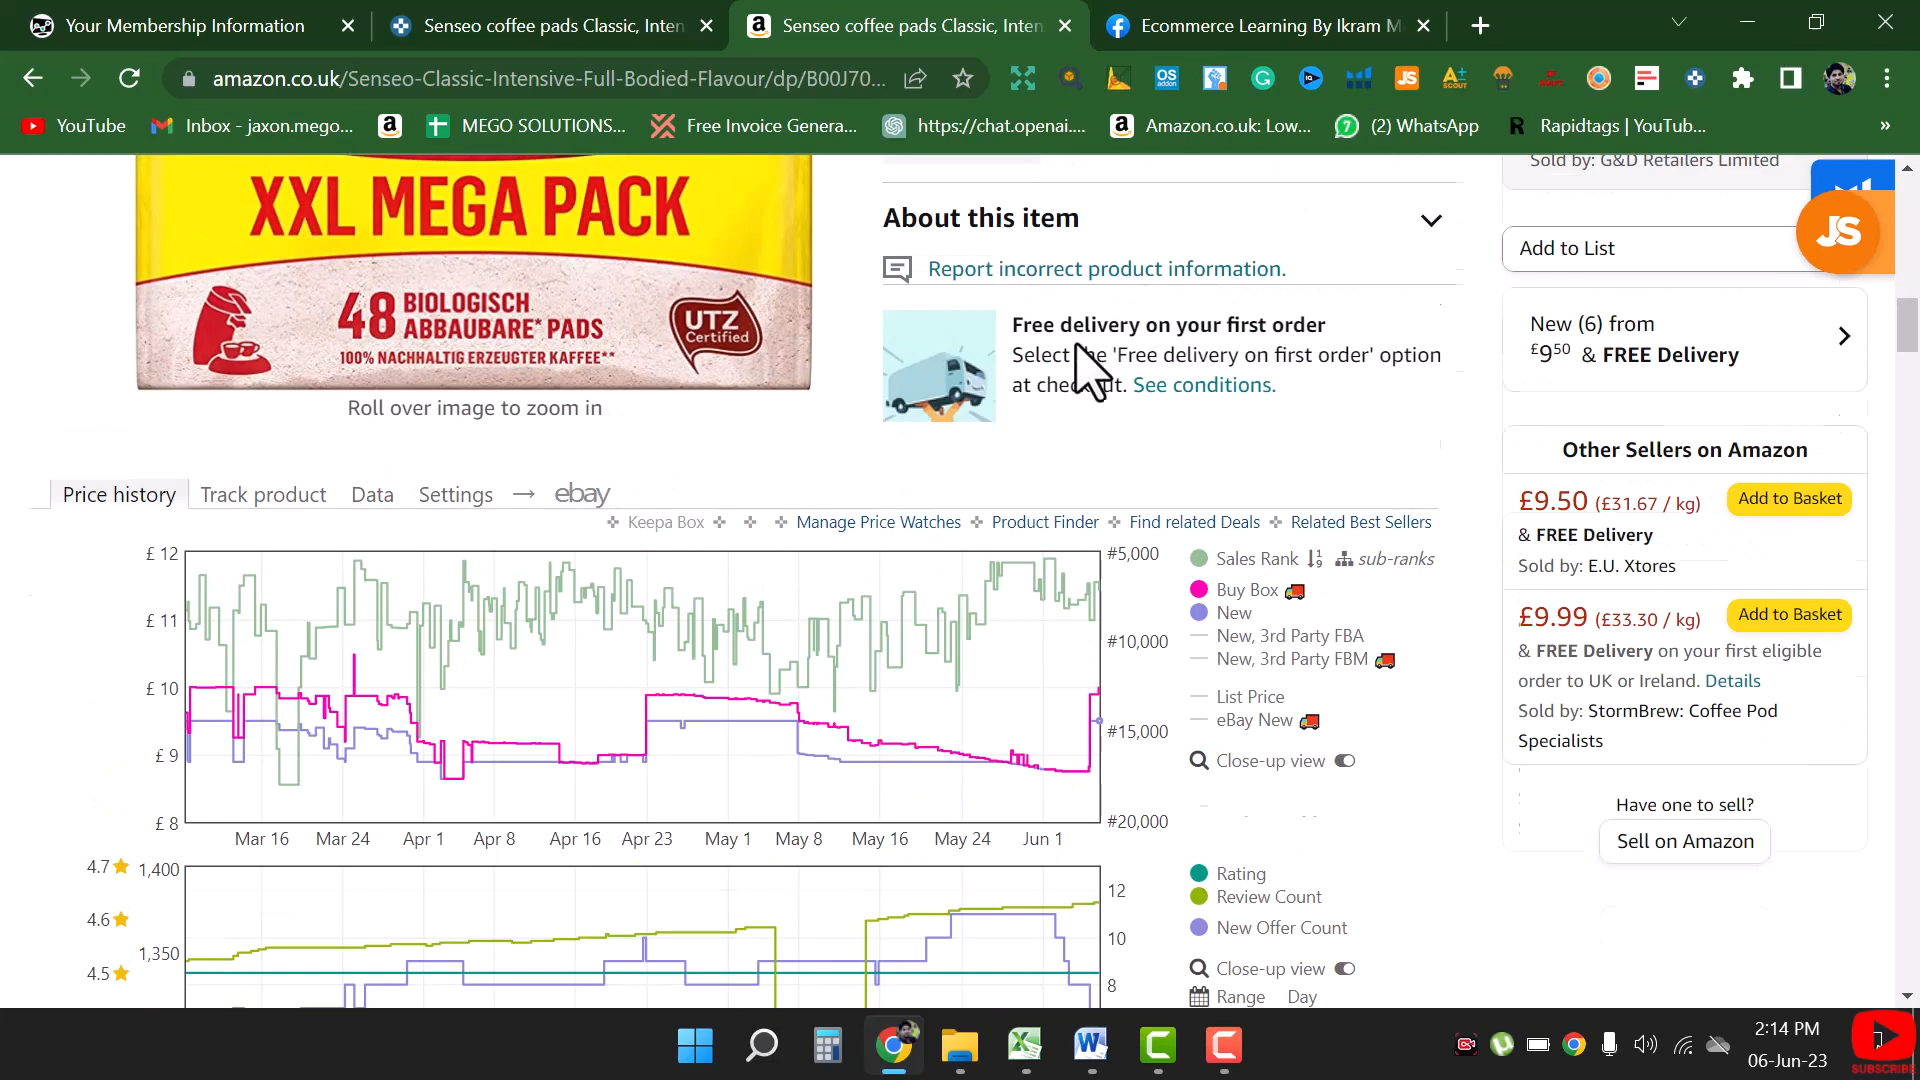 Your Membership Information
Senseo coffee pads Classic, Inten
Senseo coffee pads Classic, Inten
Ecommerce Learning By Ikram M
amazon.co.uk/Senseo-Classic-Intensive-Full-Bodied-Flavour/dp/B00J70...
YouTube
Inbox - jaxon.mego...
MEGO SOLUTIONS...
Free Invoice Genera...
https://chat.openai....
Amazon.co.uk: Low...
(2) WhatsApp
Rapidtags | YouTub...
»
XXL MEGA PACK
48 BIOLOGISCH
ABBAUBARE* PADS
100% NACHHALTIG ERZEUGTER KAFFEE**
UTZ
Certified
Roll over image to zoom in
About this item
Report incorrect product information.
Free delivery on your first order
Select the 'Free delivery on first order' option
at checkout. See conditions.
Sold by: G&D Retailers Limited
JS
Add to List
New (6) from
£9⁵⁰ & FREE Delivery
Other Sellers on Amazon
£9.50 (£31.67 / kg)
Add to Basket
& FREE Delivery
Sold by: E.U. Xtores
£9.99 (£33.30 / kg)
Add to Basket
& FREE Delivery on your first eligible
order to UK or Ireland. Details
Sold by: StormBrew: Coffee Pod
Specialists
Have one to sell?
Sell on Amazon
Price history
Track product
Data
Settings
ebay
Keepa Box
Manage Price Watches
Product Finder
Find related Deals
Related Best Sellers
£ 12
£ 11
£ 10
£ 9
£ 8
#5,000
#10,000
#15,000
#20,000
Mar 16
Mar 24
Apr 1
Apr 8
Apr 16
Apr 23
May 1
May 8
May 16
May 24
Jun 1
Sales Rank
sub-ranks
Buy Box
New
New, 3rd Party FBA
New, 3rd Party FBM
List Price
eBay New
Close-up view
4.7
4.6
4.5
1,400
1,350
12
10
8
Rating
Review Count
New Offer Count
Close-up view
Range Day
2:14 PM
06-Jun-23
SUBSCRIBE